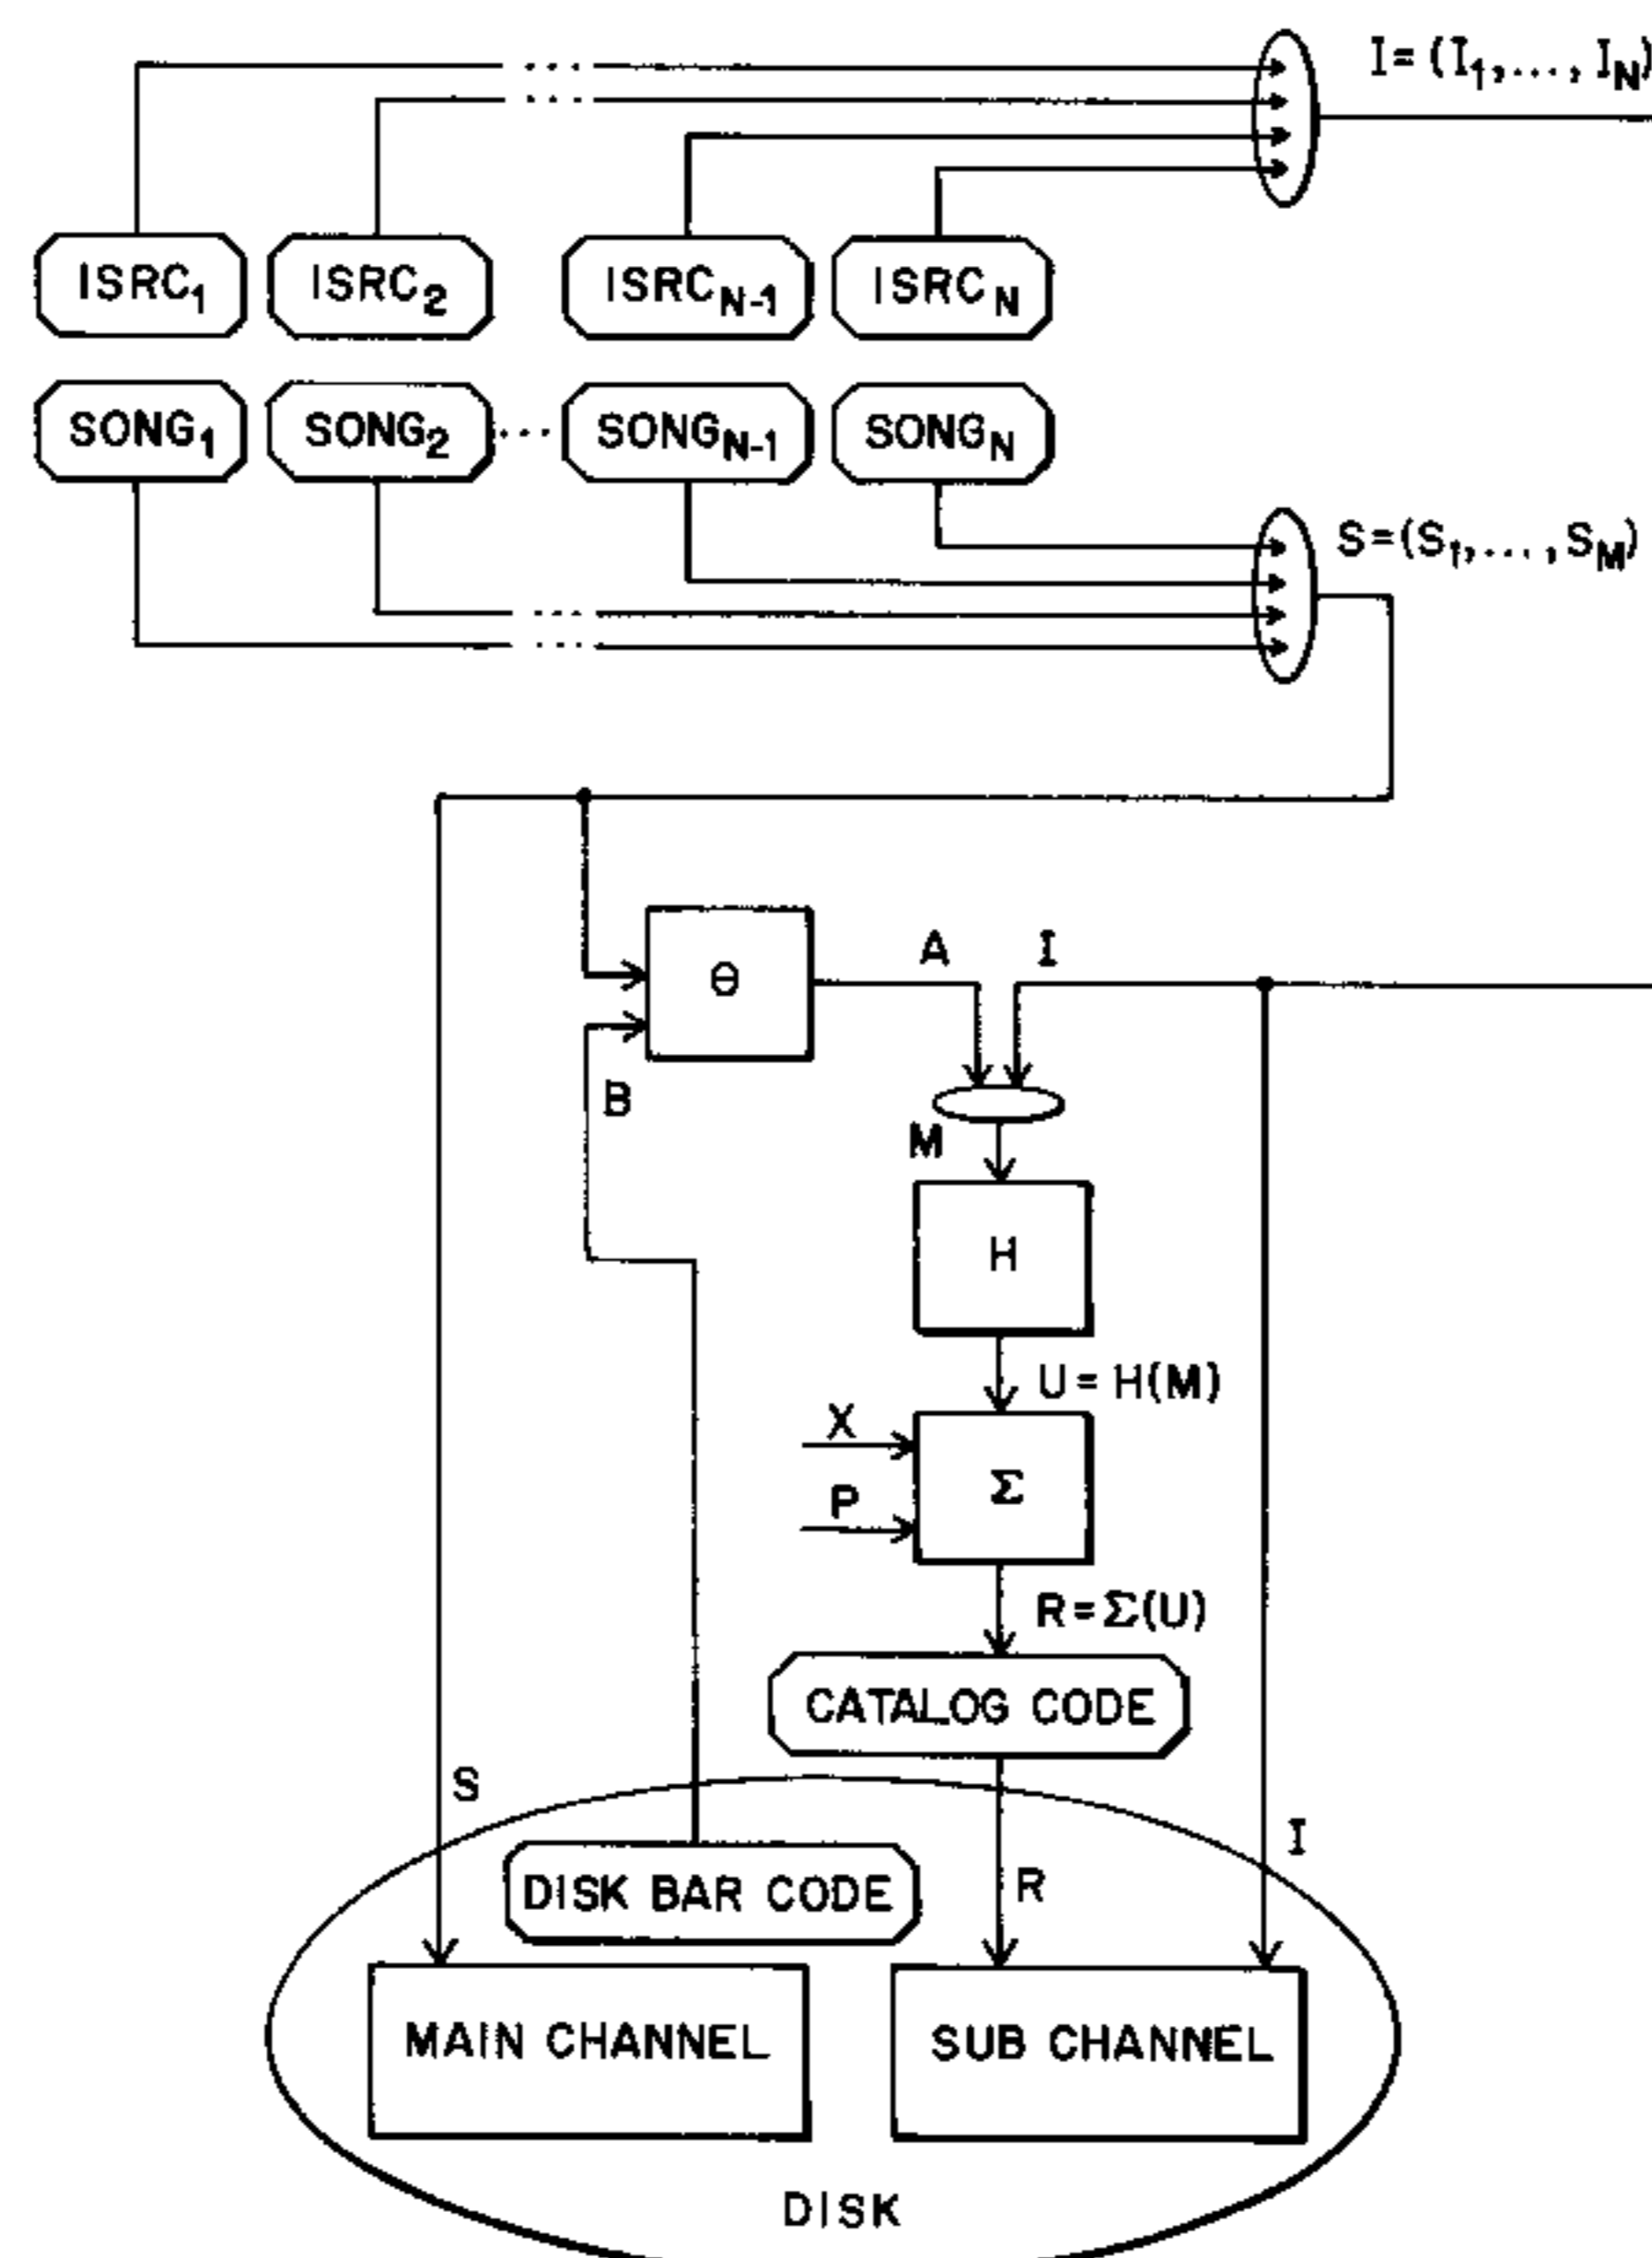 I=(I1,...,IN)
ISRC1 ISRC2 ISRCN-1 ISRCN
SONG1 SONG2 ... SONGN-1 SONGN
S=(S1,...,SM)
Θ
A I
B
M
H
U=H(M)
X
Σ
P
R=Σ(U)
CATALOG CODE
S
I
DISK BAR CODE
R
MAIN CHANNEL
SUB CHANNEL
DISK